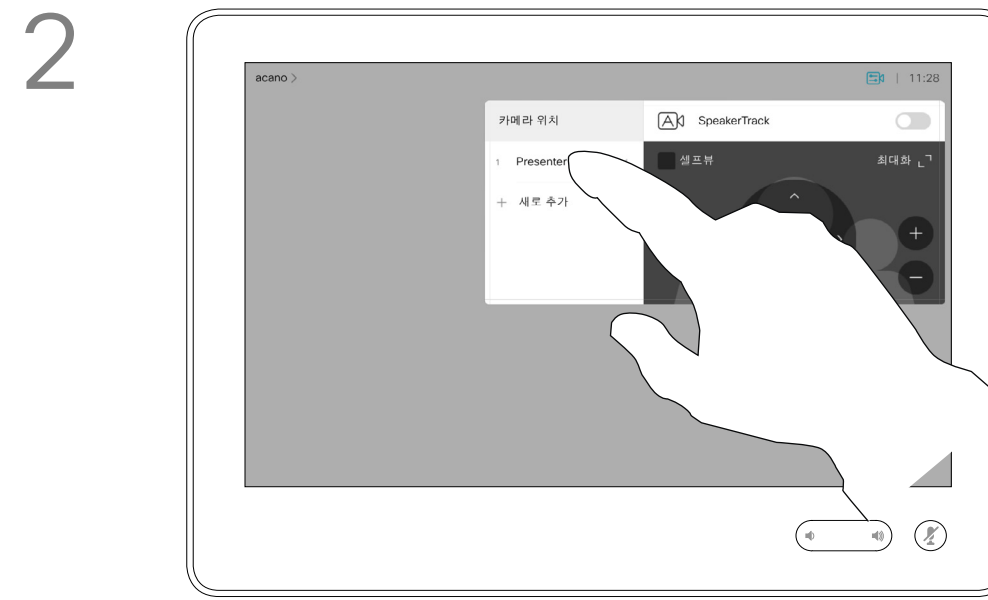 2
acano >
11:28
카메라 위치
SpeakerTrack
1 Presenter
셀프뷰
최대화
+ 새로 추가